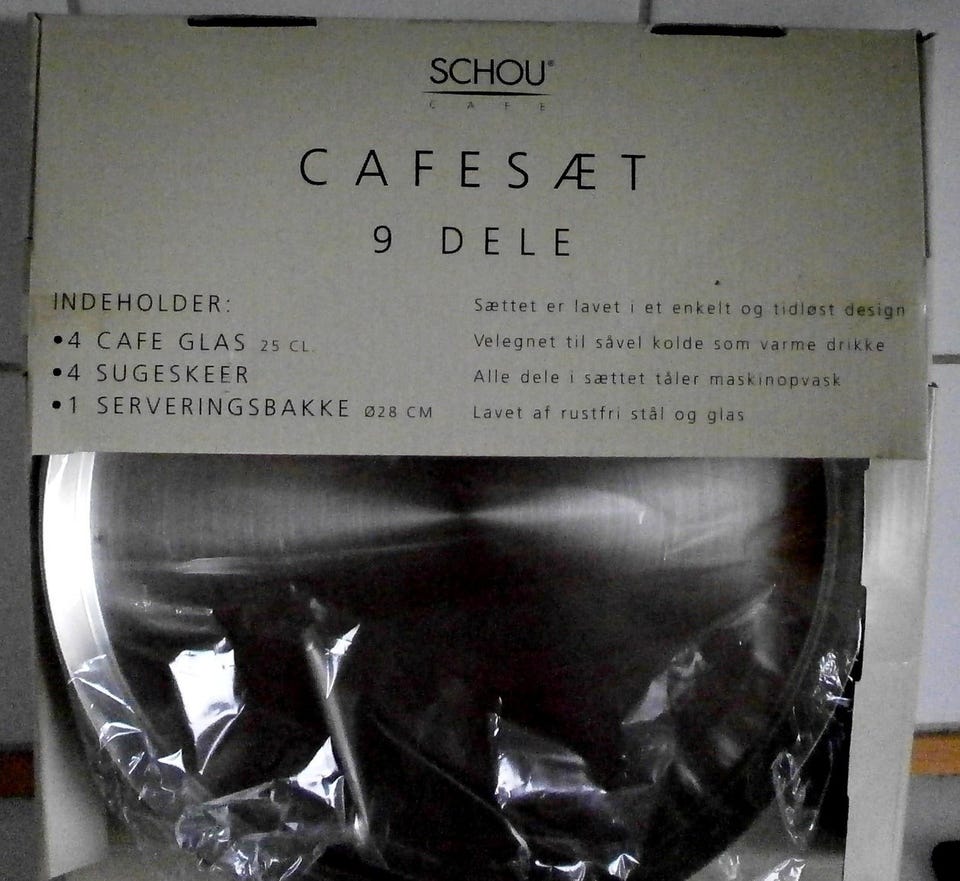 SCHOU®
CAFE
CAFESÆT
9 DELE
INDEHOLDER:
•4 CAFE GLAS 25 CL.
•4 SUGESKEER
•1 SERVERINGSBAKKE Ø28 CM
Sættet er lavet i et enkelt og tidløst design
Velegnet til såvel kolde som varme drikke
Alle dele i sættet tåler maskinopvask
Lavet af rustfri stål og glas